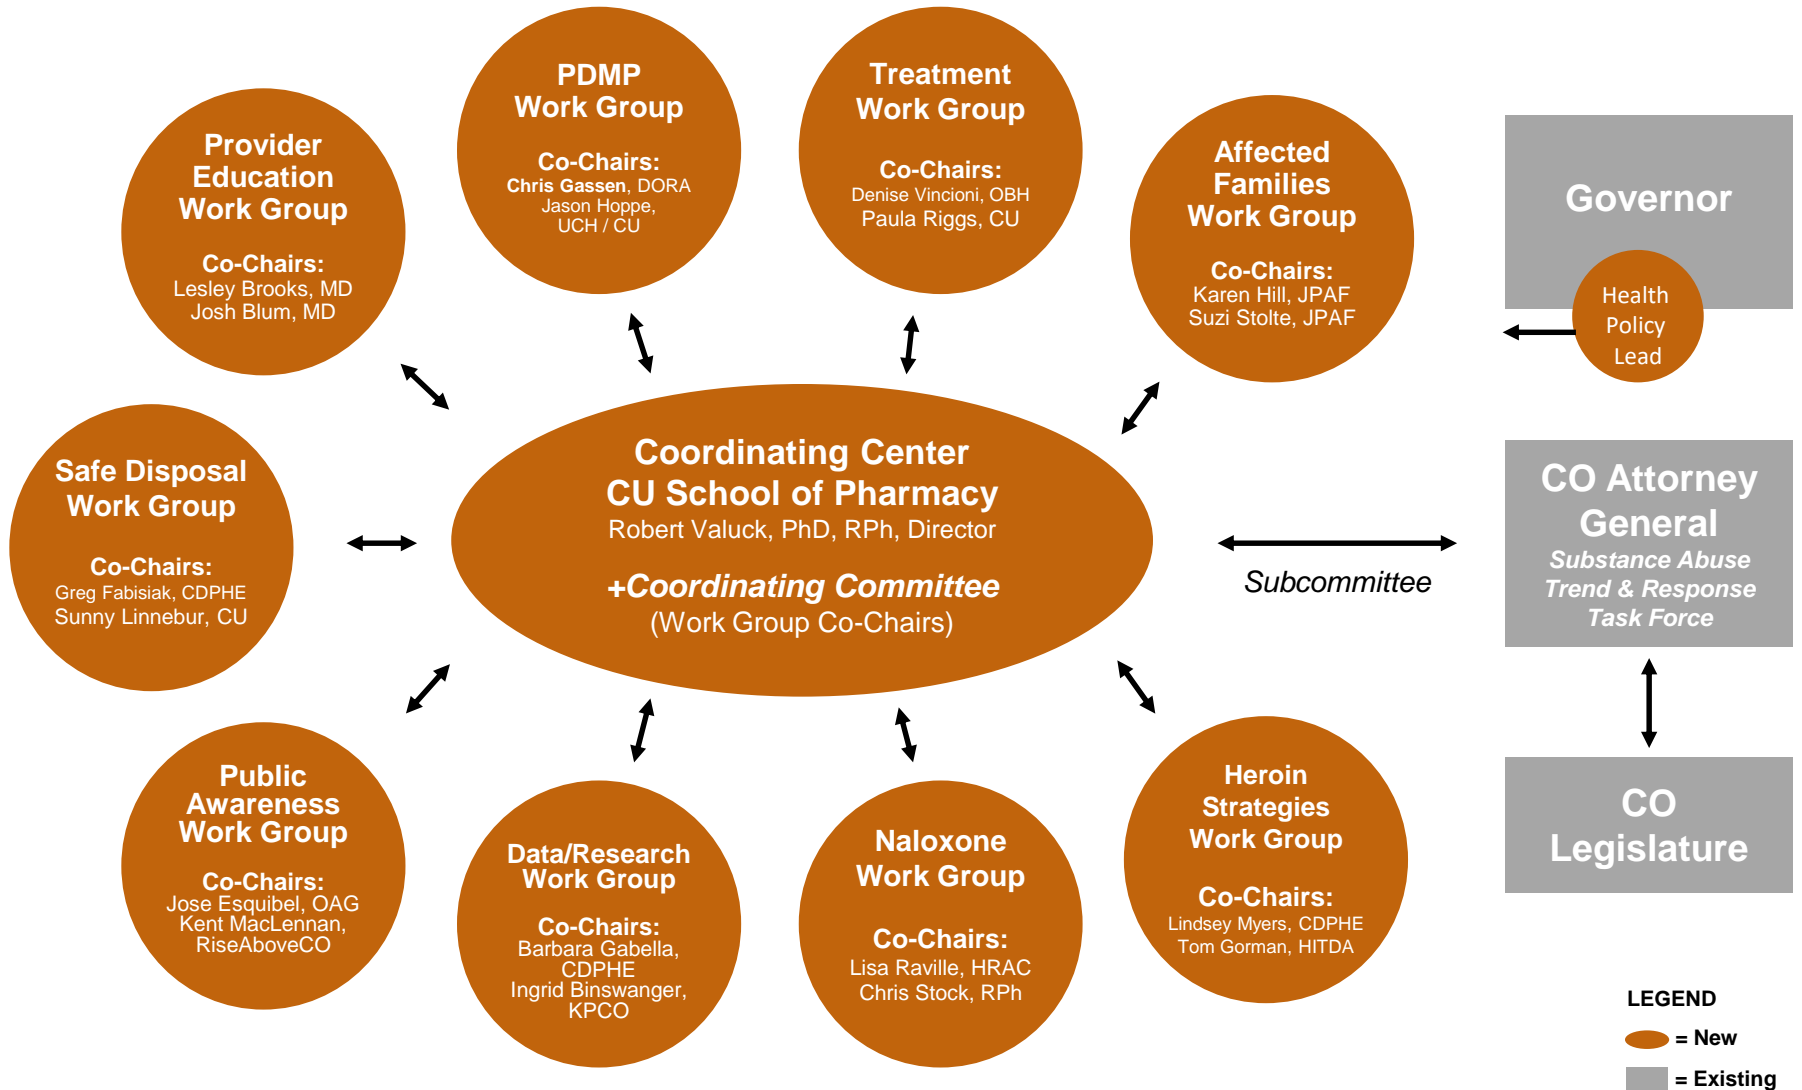 PDMP
Work Group
Co-Chairs:
Chris Gassen, DORA
Jason Hoppe,
UCH / CU
Treatment
Work Group
Co-Chairs:
Denise Vincioni, OBH
Paula Riggs, CU
Provider
Education
Work Group
Co-Chairs:
Lesley Brooks, MD
Josh Blum, MD
Affected
Families
Work Group
Co-Chairs:
Karen Hill, JPAF
Suzi Stolte, JPAF
Governor
Health
Policy
Lead
Safe Disposal
Work Group
Co-Chairs:
Greg Fabisiak, CDPHE
Sunny Linnebur, CU
Coordinating Center
CU School of Pharmacy
Robert Valuck, PhD, RPh, Director
+Coordinating Committee
(Work Group Co-Chairs)
Subcommittee
CO Attorney
General
Substance Abuse
Trend & Response
Task Force
Public
Awareness
Work Group
Co-Chairs:
Jose Esquibel, OAG
Kent MacLennan,
RiseAboveCO
Data/Research
Work Group
Co-Chairs:
Barbara Gabella,
CDPHE
Ingrid Binswanger,
KPCO
Naloxone
Work Group
Co-Chairs:
Lisa Raville, HRAC
Chris Stock, RPh
Heroin
Strategies
Work Group
Co-Chairs:
Lindsey Myers, CDPHE
Tom Gorman, HITDA
CO
Legislature
LEGEND
= New
= Existing